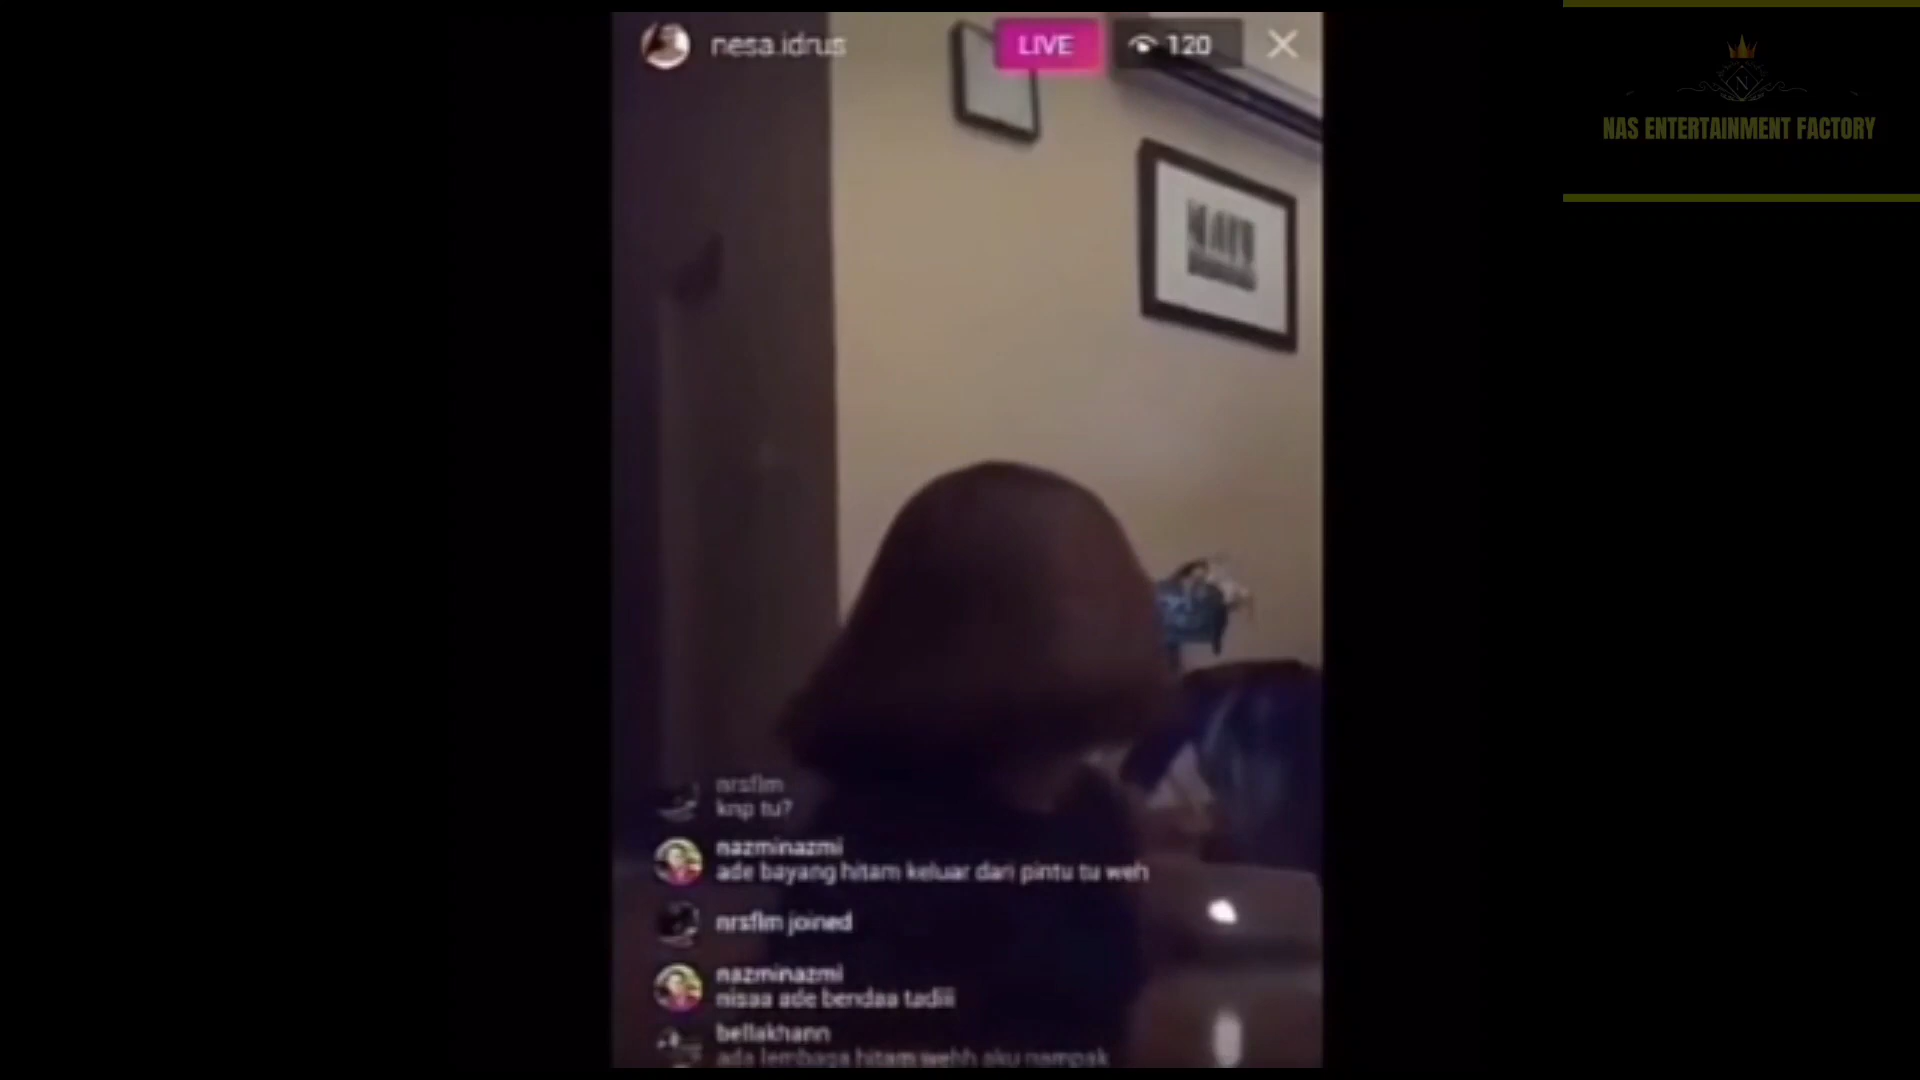 nesa.idrus
LIVE
120
N
NAS ENTERTAINMENT FACTORY
nrsflm
knp tu?
nazminazmi
ade bayang hitam keluar dari pintu tu weh
nrsflm joined
nazminazmi
nisaa ade bendaa tadiii
bellakhann
ada lembaga hitam wehh aku nampak